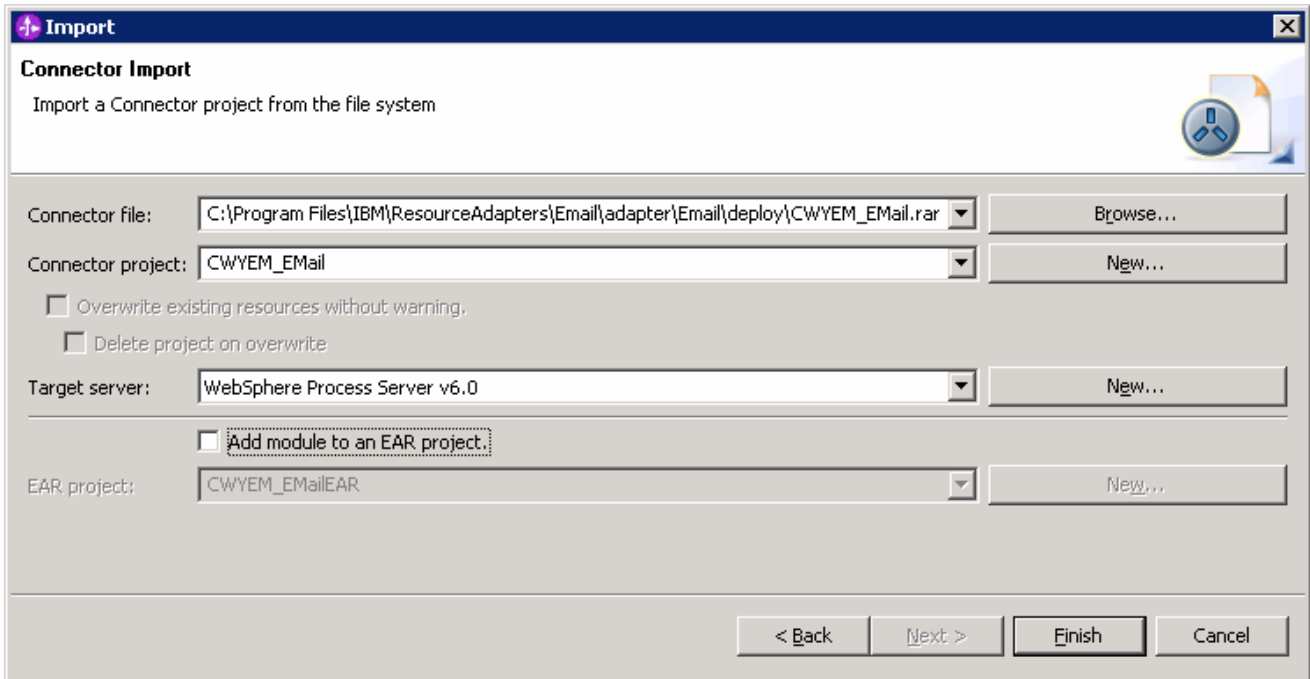 Import
Connector Import
Import a Connector project from the file system
Connector file: C:\Program Files\IBM\ResourceAdapters\Email\adapter\Email\deploy\CWYEM_EMail.rar Browse...
Connector project: CWYEM_EMail New...
Overwrite existing resources without warning.
Delete project on overwrite
Target server: WebSphere Process Server v6.0 New...
Add module to an EAR project.
EAR project: CWYEM_EMailEAR New...
< Back Next > Finish Cancel